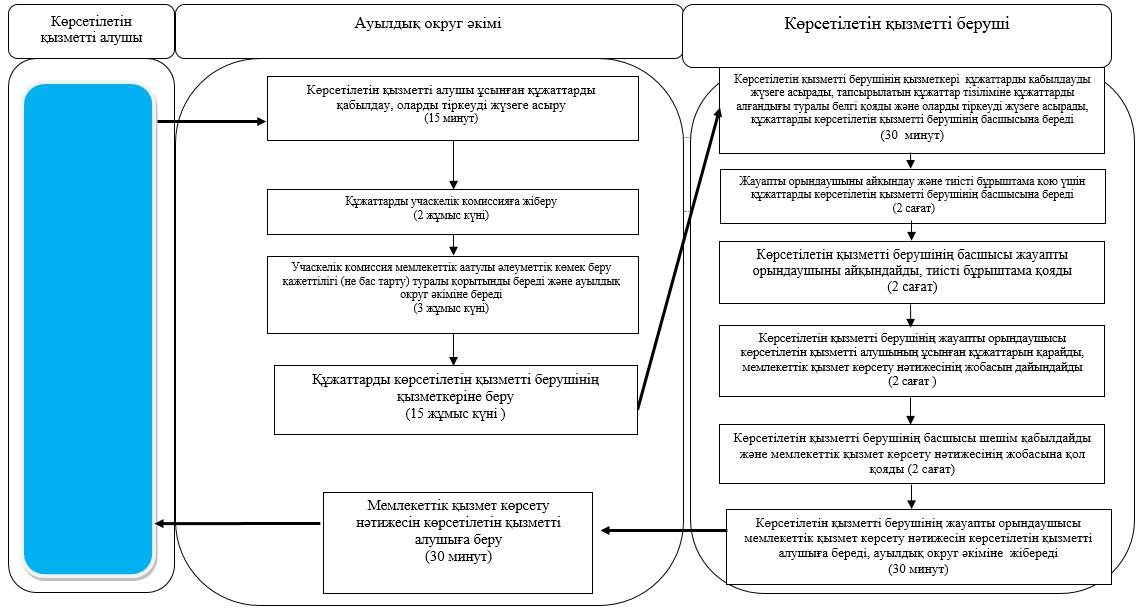 Көрсетілетін
қызметті алушы
Ауылдық округ әкімі
Көрсетілетін қызметті беруші
Көрсетілетін қызметті алушы ұсынған құжаттарды
қабылдау, оларды тіркеуді жүзеге асыру
(15 минут)
Құжаттарды учаскелік комиссияға жіберу
(2 жұмыс күні)
Учаскелік комиссия мемлекеттік аатулы әлеуметтік көмек беру
қажеттілігі (не бас тарту) туралы қорытынды береді және ауылдық
округ әкіміне береді
(3 жұмыс күні)
Құжаттарды көрсетілетін қызметті берушінің
қызметкеріне беру
(15 жұмыс күні )
Мемлекеттік қызмет көрсету
нәтижесін көрсетілетін қызметті
алушыға беру
(30 минут)
Көрсетілетін қызметті берушінің қызметкері құжаттарды қабылдауды
жүзеге асырады, тапсырылатын құжаттар тізіліміне құжаттарды
алғандығы туралы белгі қояды және оларды тіркеуді жүзеге асырады,
құжаттарды көрсетілетін қызметті берушінің басшысына береді
(30 минут)
Жауапты орындаушыны айқындау және тиісті бұрыштама қою үшін
құжаттарды көрсетілетін қызметті берушінің басшысына береді
(2 сағат)
Көрсетілетін қызметті берушінің басшысы жауапты
орындаушыны айқындайды, тиісті бұрыштама қояды
(2 сағат)
Көрсетілетін қызметті берушінің жауапты орындаушысы
көрсетілетін қызметті алушының ұсынған құжаттарын қарайды,
мемлекеттік қызмет көрсету нәтижесінің жобасын дайындайды
(2 сағат )
Көрсетілетін қызметті берушінің басшысы шешім қабылдайды
және мемлекеттік қызмет көрсету нәтижесінің жобасына қол
қояды (2 сағат)
Көрсетілетін қызметті берушінің жауапты орындаушысы
мемлекеттік қызмет көрсету нәтижесін көрсетілетін қызметті
алушыға береді, ауылдық округ әкіміне жібереді
(30 минут)